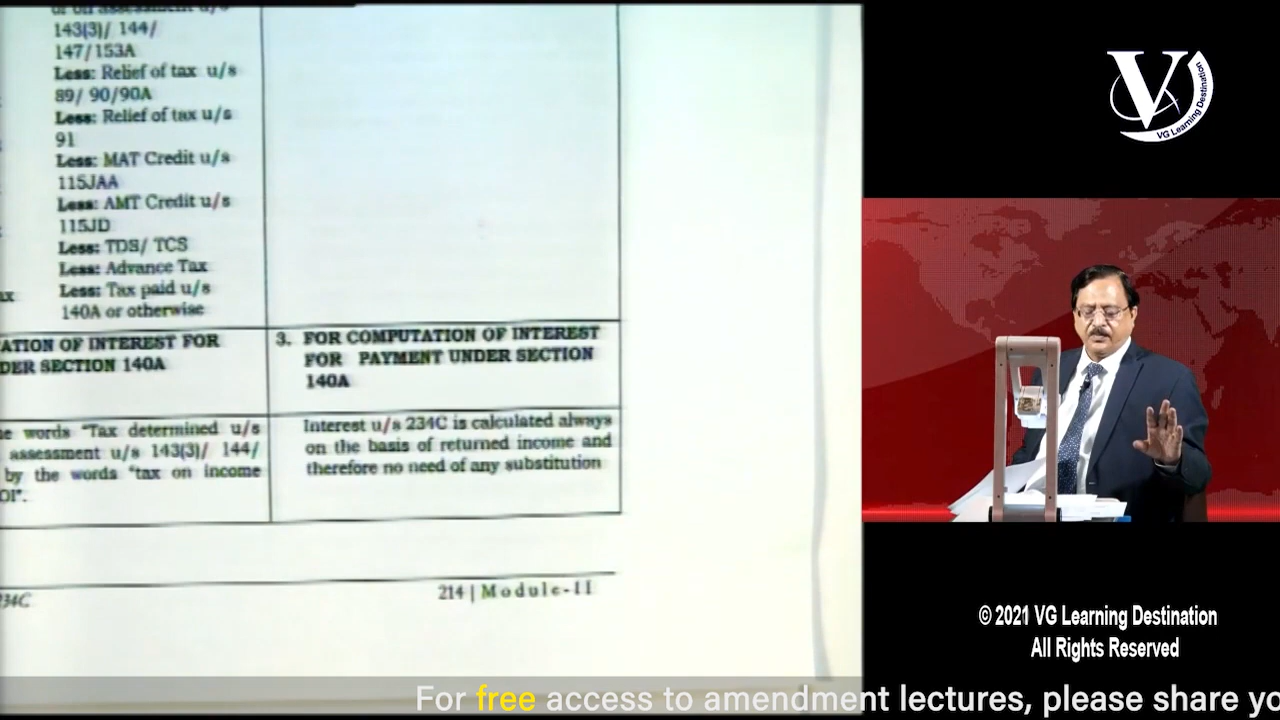 or on assessment u/s
143(3)/ 144/
147/153A
Less: Relief of tax u/s
89/ 90/90A
Less: Relief of tax u/s
91
Less: MAT Credit u/s
115JAA
Less: AMT Credit u/s
115JD
Less: TDS/ TCS
Less: Advance Tax
Less: Tax paid u/s
140A or otherwise
ATION OF INTEREST FOR
DER SECTION 140A
3. FOR COMPUTATION OF INTEREST
FOR PAYMENT UNDER SECTION
140A
words "Tax determined u/s
assessment u/s 143(3)/ 144/
by the words "tax on income
Interest u/s 234C is calculated always
on the basis of returned income and
therefore no need of any substitution
234C
214 | Module-II
V
VG Learning Destination
© 2021 VG Learning Destination
All Rights Reserved
For free access to amendment lectures, please share yo